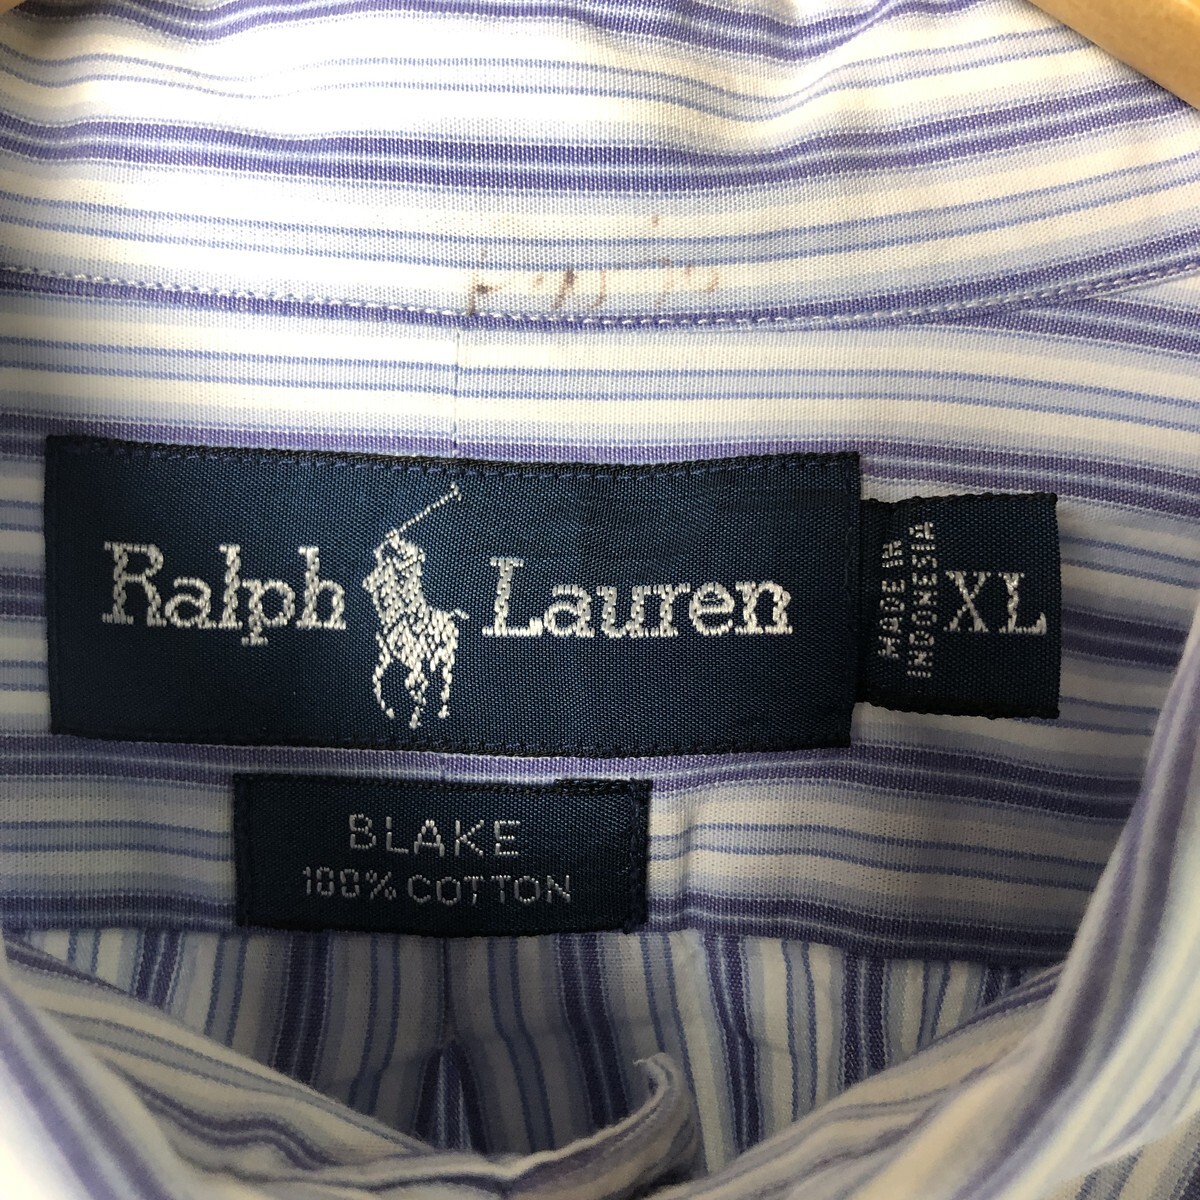 Ralph Lauren
MADE IN
INDONESIA
XL
BLAKE
100% COTTON